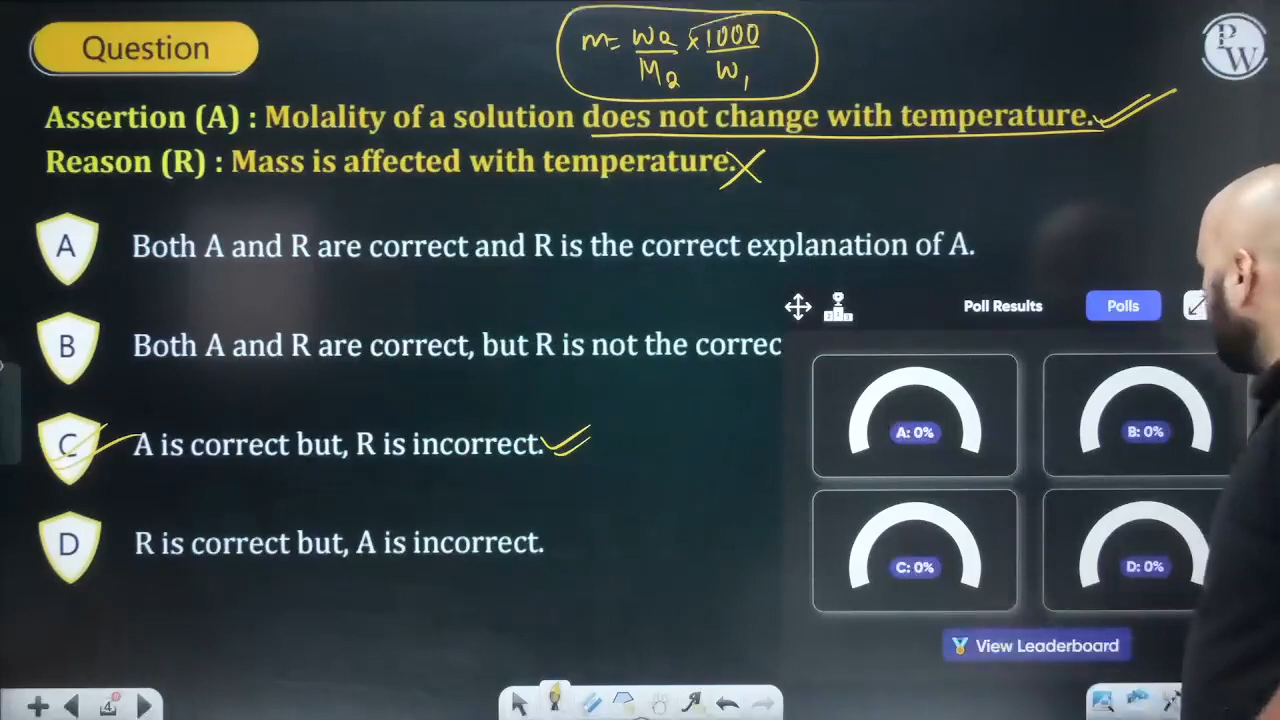 Question
m = W2/M2 × 1000/W1
PW
Assertion (A) : Molality of a solution does not change with temperature.
Reason (R) : Mass is affected with temperature.
A Both A and R are correct and R is the correct explanation of A.
Poll Results Polls
B Both A and R are correct, but R is not the correc
A: 0% B: 0%
C A is correct but, R is incorrect.
D R is correct but, A is incorrect.
C: 0% D: 0%
View Leaderboard
4